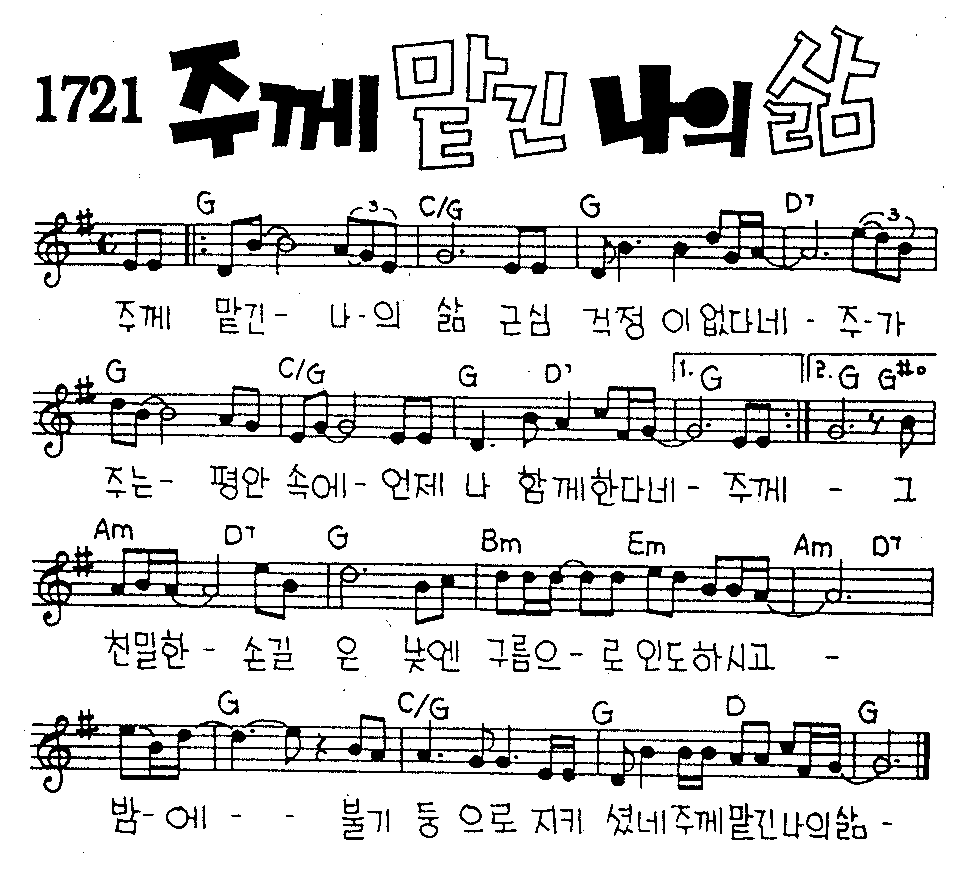 1721 주께 맡긴 나의 삶
G C/G G D7
3 3
주께 맡긴- 나-의 삶 근심 걱정 이없다네 - 주-가
G C/G G D7 1. G 2. G G#o
주는- 평안 속에- 언제 나 함께한다네- 주께 - 그
Am D7 G Bm Em Am D7
친밀한 - 손길 은 낮엔 구름으- 로 인도하시고 -
G C/G G D G
밤-에 - - 불기 둥 으로 지키 셨네주께맡긴나의삶 -